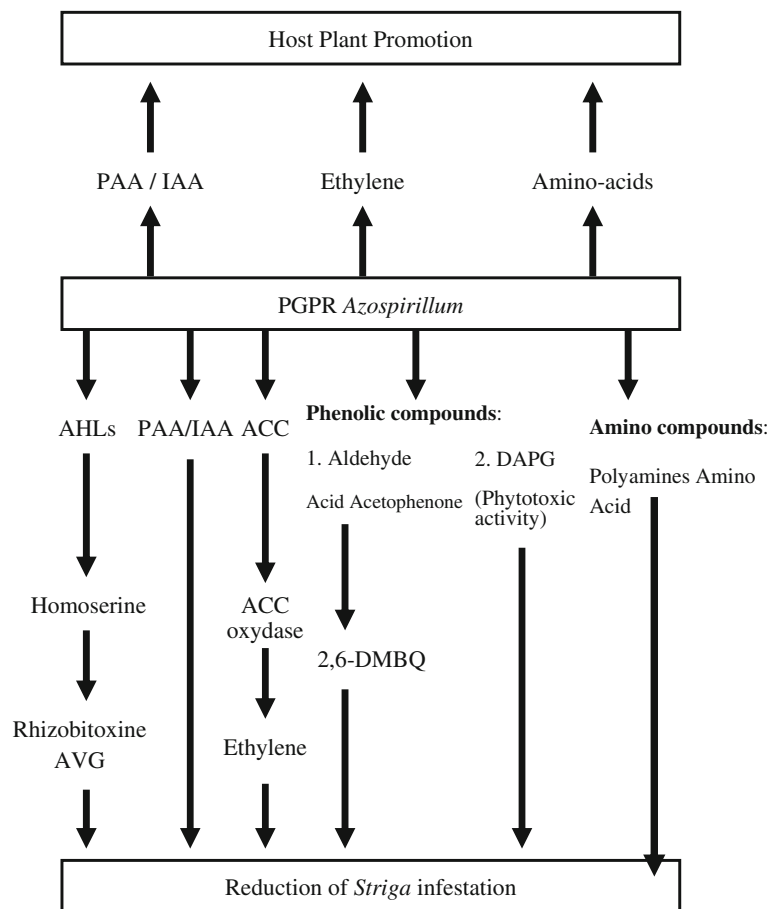 Host Plant Promotion
PAA / IAA
Ethylene
Amino-acids
PGPR Azospirillum
AHLs
PAA/IAA
ACC
Phenolic compounds:
1. Aldehyde
Acid Acetophenone
2. DAPG
(Phytotoxic
activity)
Amino compounds:
Polyamines Amino
Acid
Homoserine
ACC
oxydase
2,6-DMBQ
Rhizobitoxine
AVG
Ethylene
Reduction of Striga infestation